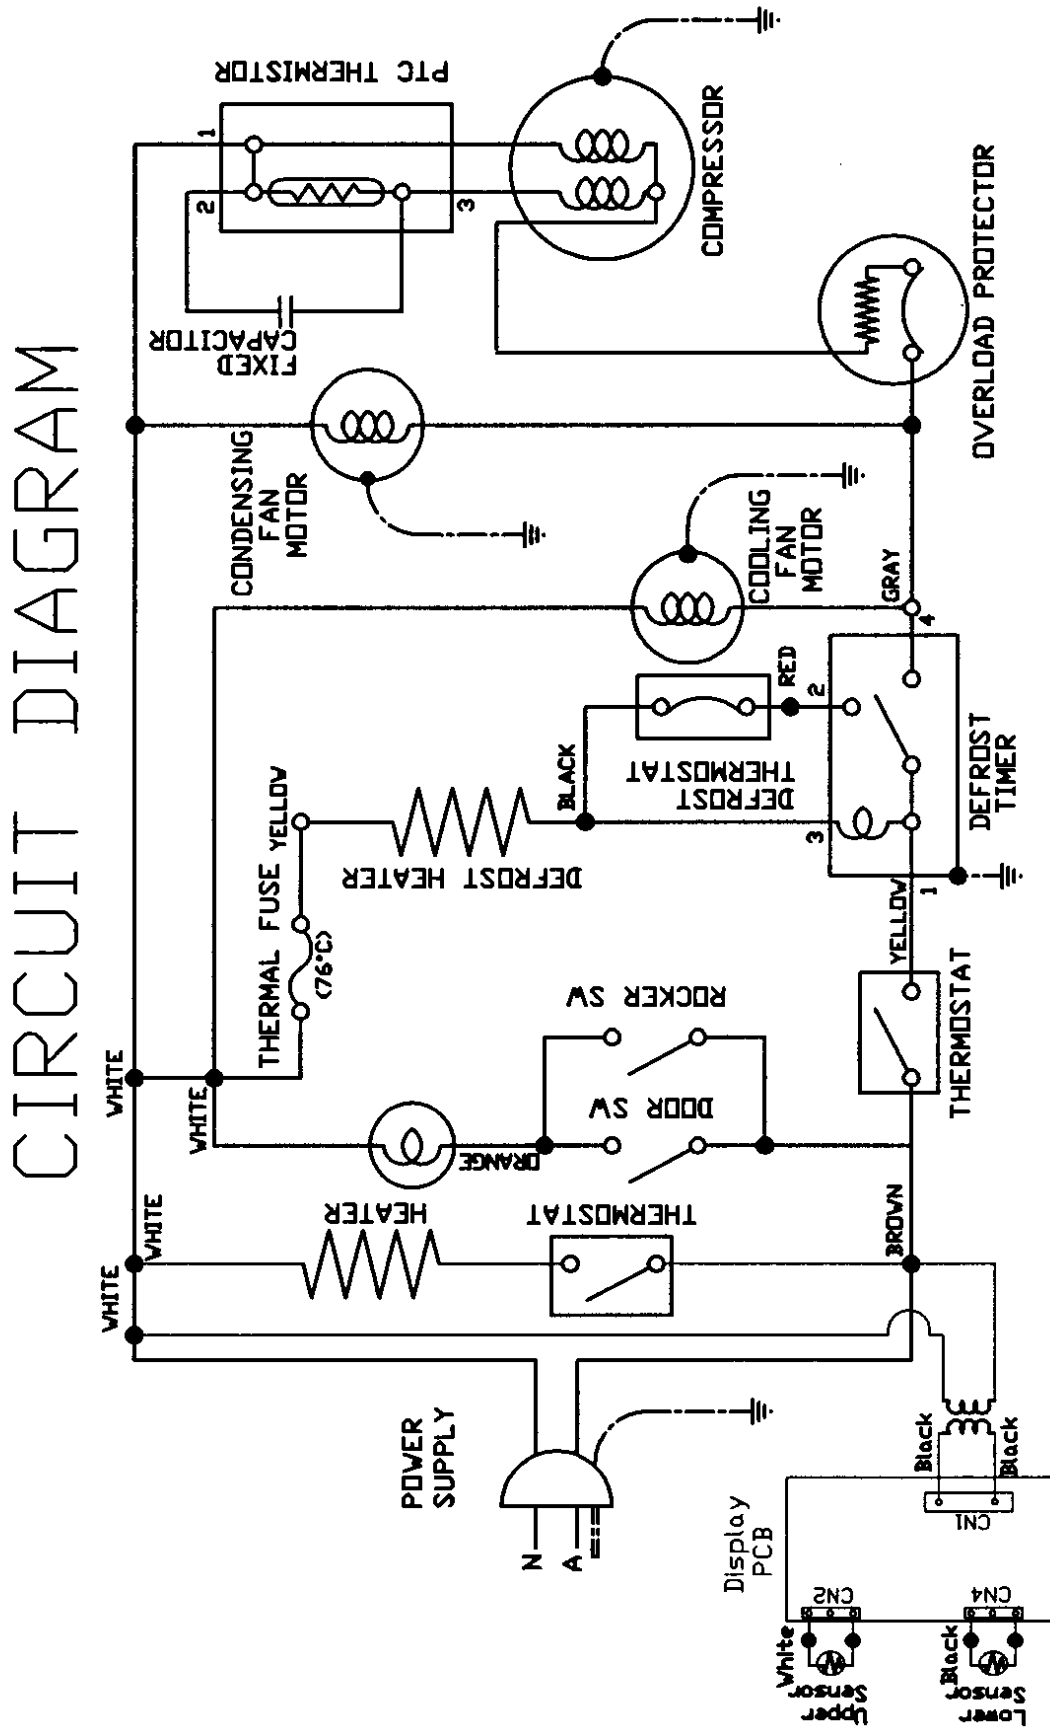 CIRCUIT DIAGRAM
WHITE
WHITE
WHITE
WHITE
POWER
SUPPLY
N
A
HEATER
THERMOSTAT
BROWN
ORANGE
DOOR SW
ROCKER SW
THERMOSTAT
THERMAL FUSE
(76°C)
YELLOW
DEFROST HEATER
BLACK
DEFROST
THERMOSTAT
RED
YELLOW
1
2
3
4
DEFROST
TIMER
GRAY
COOLING
FAN
MOTOR
CONDENSING
FAN
MOTOR
FIXED
CAPACITOR
PTC THERMISTOR
1
2
3
COMPRESSOR
OVERLOAD PROTECTOR
Display
PCB
Black
Black
CN1
CN2
CN4
White
Upper
Sensor
Black
Lower
Sensor